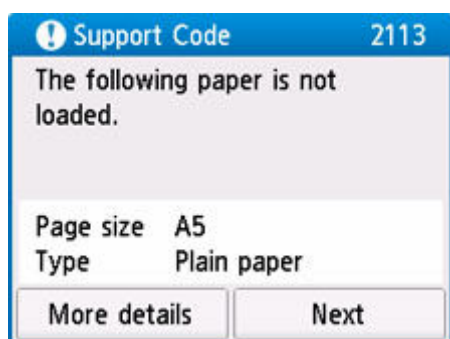 Support Code 2113
The following paper is not
loaded.
Page size A5
Type Plain paper
More details Next